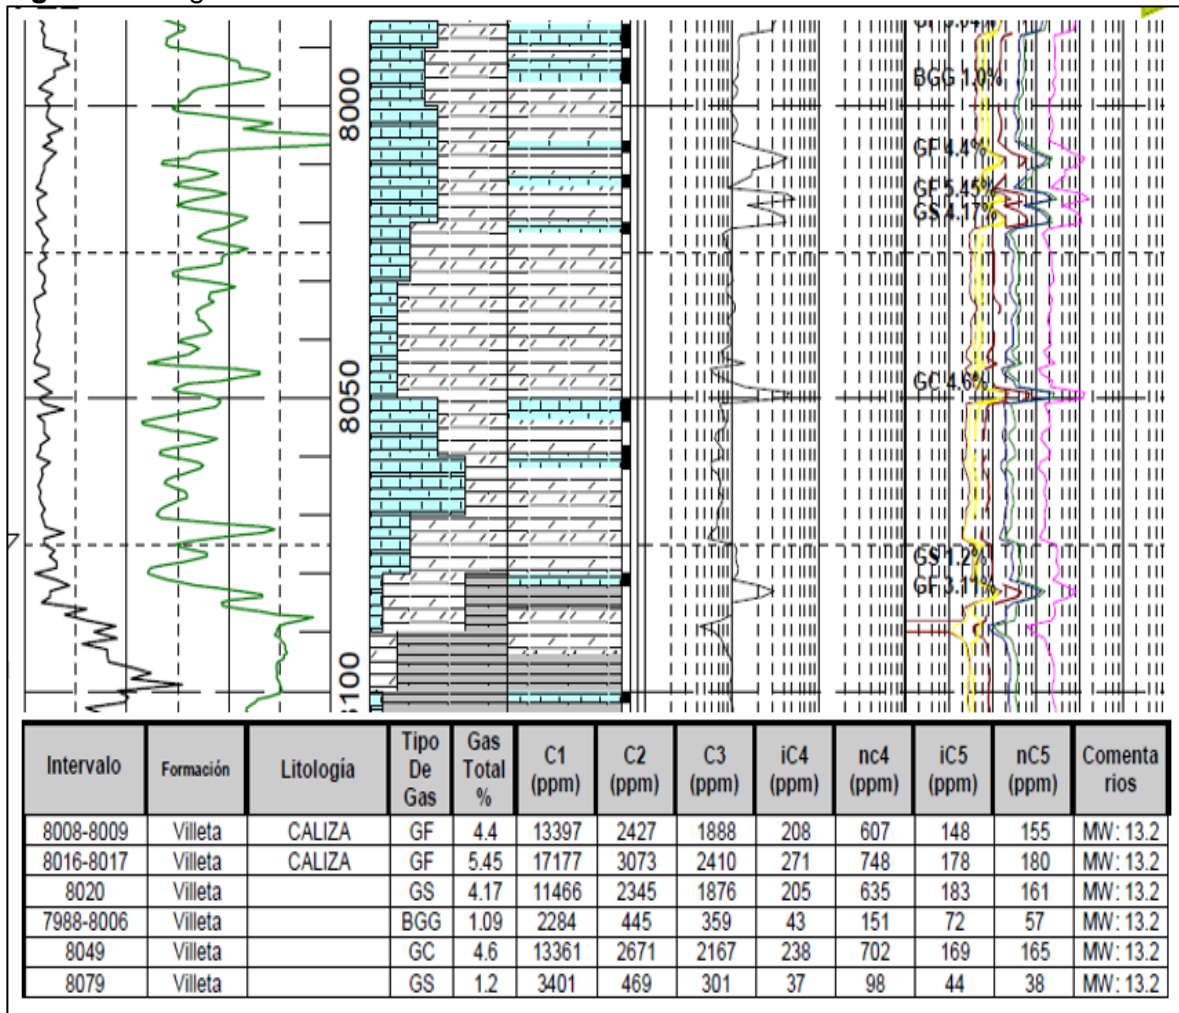 8000
BGG 1.0%
GF 4.4%
GF 5.45%
GS 4.17%
8050
GC 4.6%
GS 1.2%
GF 3.11%
Intervalo Formación Litología Tipo De Gas Gas Total % C1 (ppm) C2 (ppm) C3 (ppm) iC4 (ppm) nc4 (ppm) iC5 (ppm) nC5 (ppm) Comenta rios
8008-8009 Villeta CALIZA GF 4.4 13397 2427 1888 208 607 148 155 MW: 13.2
8016-8017 Villeta CALIZA GF 5.45 17177 3073 2410 271 748 178 180 MW: 13.2
8020 Villeta GS 4.17 11466 2345 1876 205 635 183 161 MW: 13.2
7988-8006 Villeta BGG 1.09 2284 445 359 43 151 72 57 MW: 13.2
8049 Villeta GC 4.6 13361 2671 2167 238 702 169 165 MW: 13.2
8079 Villeta GS 1.2 3401 469 301 37 98 44 38 MW: 13.2